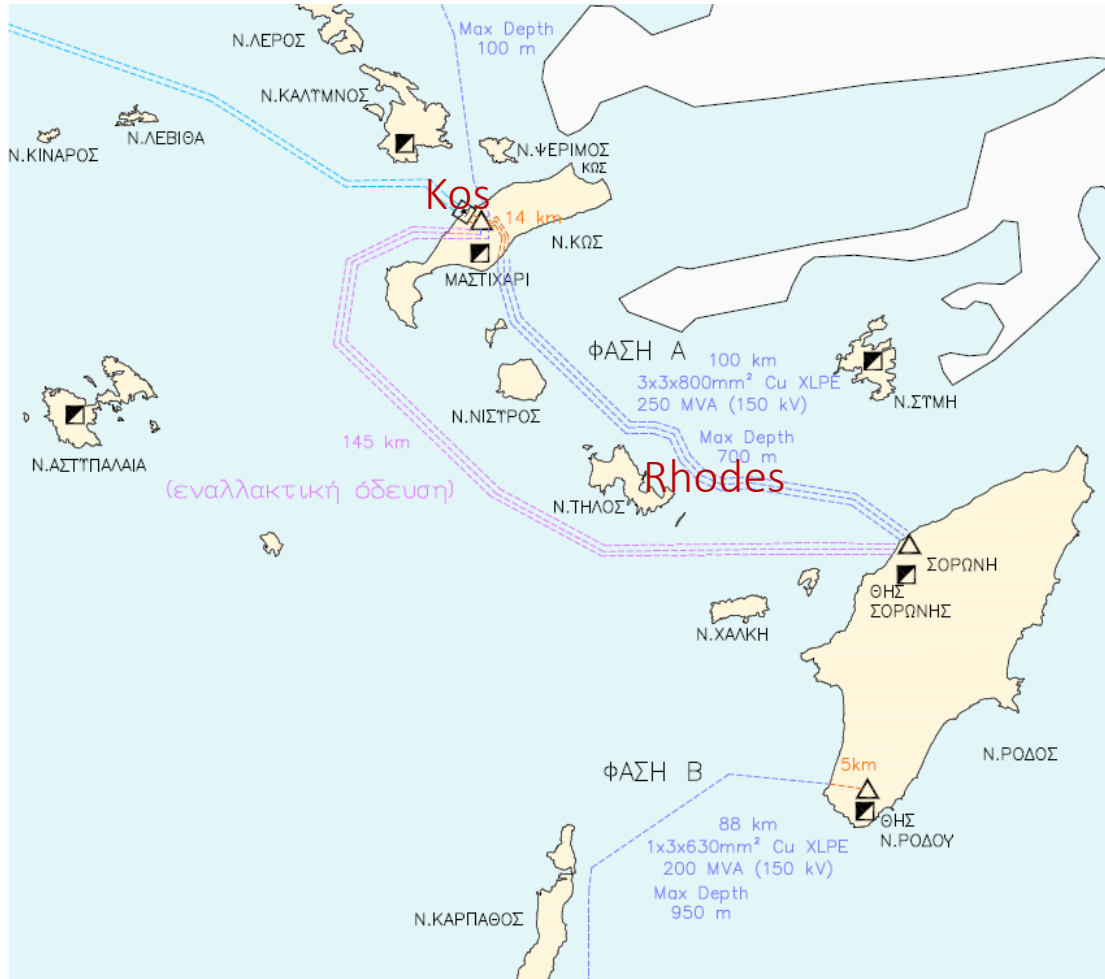 Max Depth
100 m
Ν.ΛΕΡΟΣ
Ν.ΚΑΛΥΜΝΟΣ
Ν.ΛΕΒΙΘΑ
Ν.ΚΙΝΑΡΟΣ
Ν.ΨΕΡΙΜΟΣ
ΚΩΣ
Kos
14 km
Ν.ΚΩΣ
ΜΑΣΤΙΧΑΡΙ
ΦΑΣΗ Α
100 km
3x3x800mm² Cu XLPE
250 MVA (150 kV)
Ν.ΣΥΜΗ
Ν.ΝΙΣΥΡΟΣ
Max Depth
700 m
145 km
Ν.ΑΣΤΥΠΑΛΑΙΑ
(εναλλακτική όδευση)
Rhodes
Ν.ΤΗΛΟΣ
ΣΟΡΩΝΗ
ΘΗΣ
ΣΟΡΩΝΗΣ
Ν.ΧΑΛΚΗ
Ν.ΡΟΔΟΣ
ΦΑΣΗ Β
5km
88 km
1x3x630mm² Cu XLPE
200 MVA (150 kV)
ΘΗΣ
Ν.ΡΟΔΟΥ
Max Depth
950 m
Ν.ΚΑΡΠΑΘΟΣ